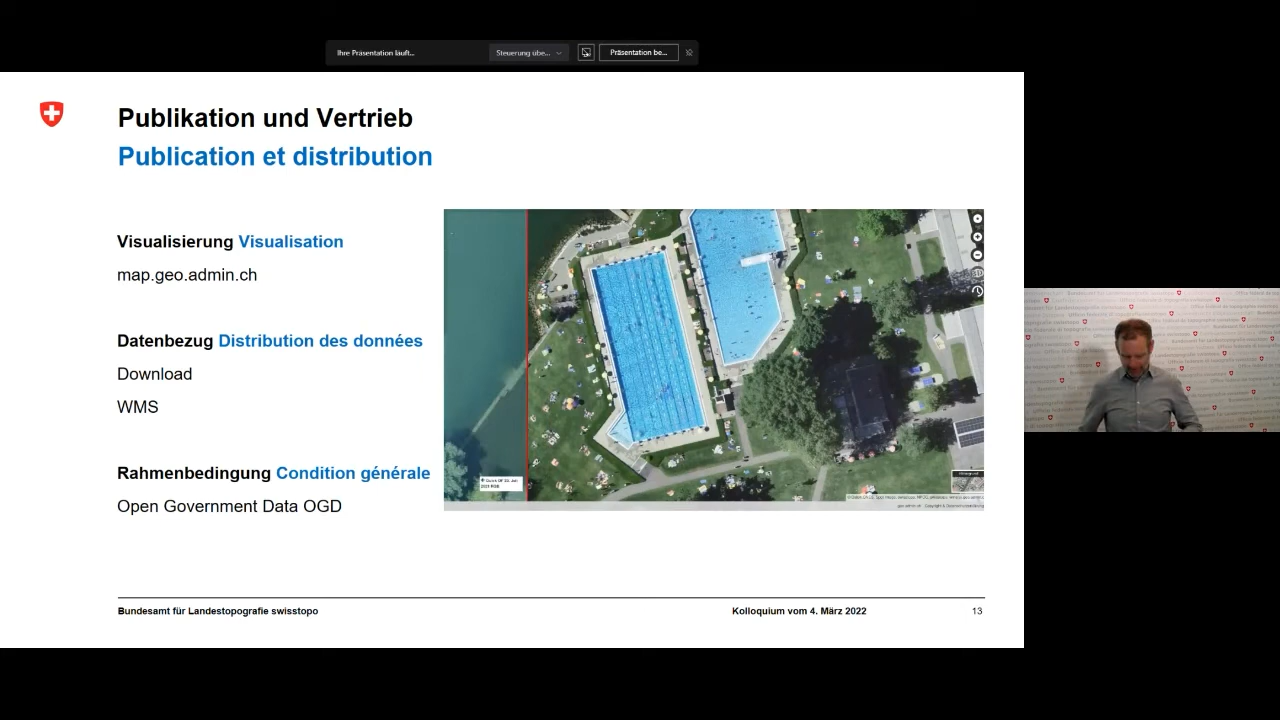 Ihre Präsentation läuft...
Steuerung übe...
Präsentation be...
Publikation und Vertrieb
Publication et distribution
Visualisierung Visualisation
map.geo.admin.ch
Datenbezug Distribution des données
Download
WMS
Rahmenbedingung Condition générale
Open Government Data OGD
Bundesamt für Landestopografie swisstopo
Kolloquium vom 4. März 2022
13